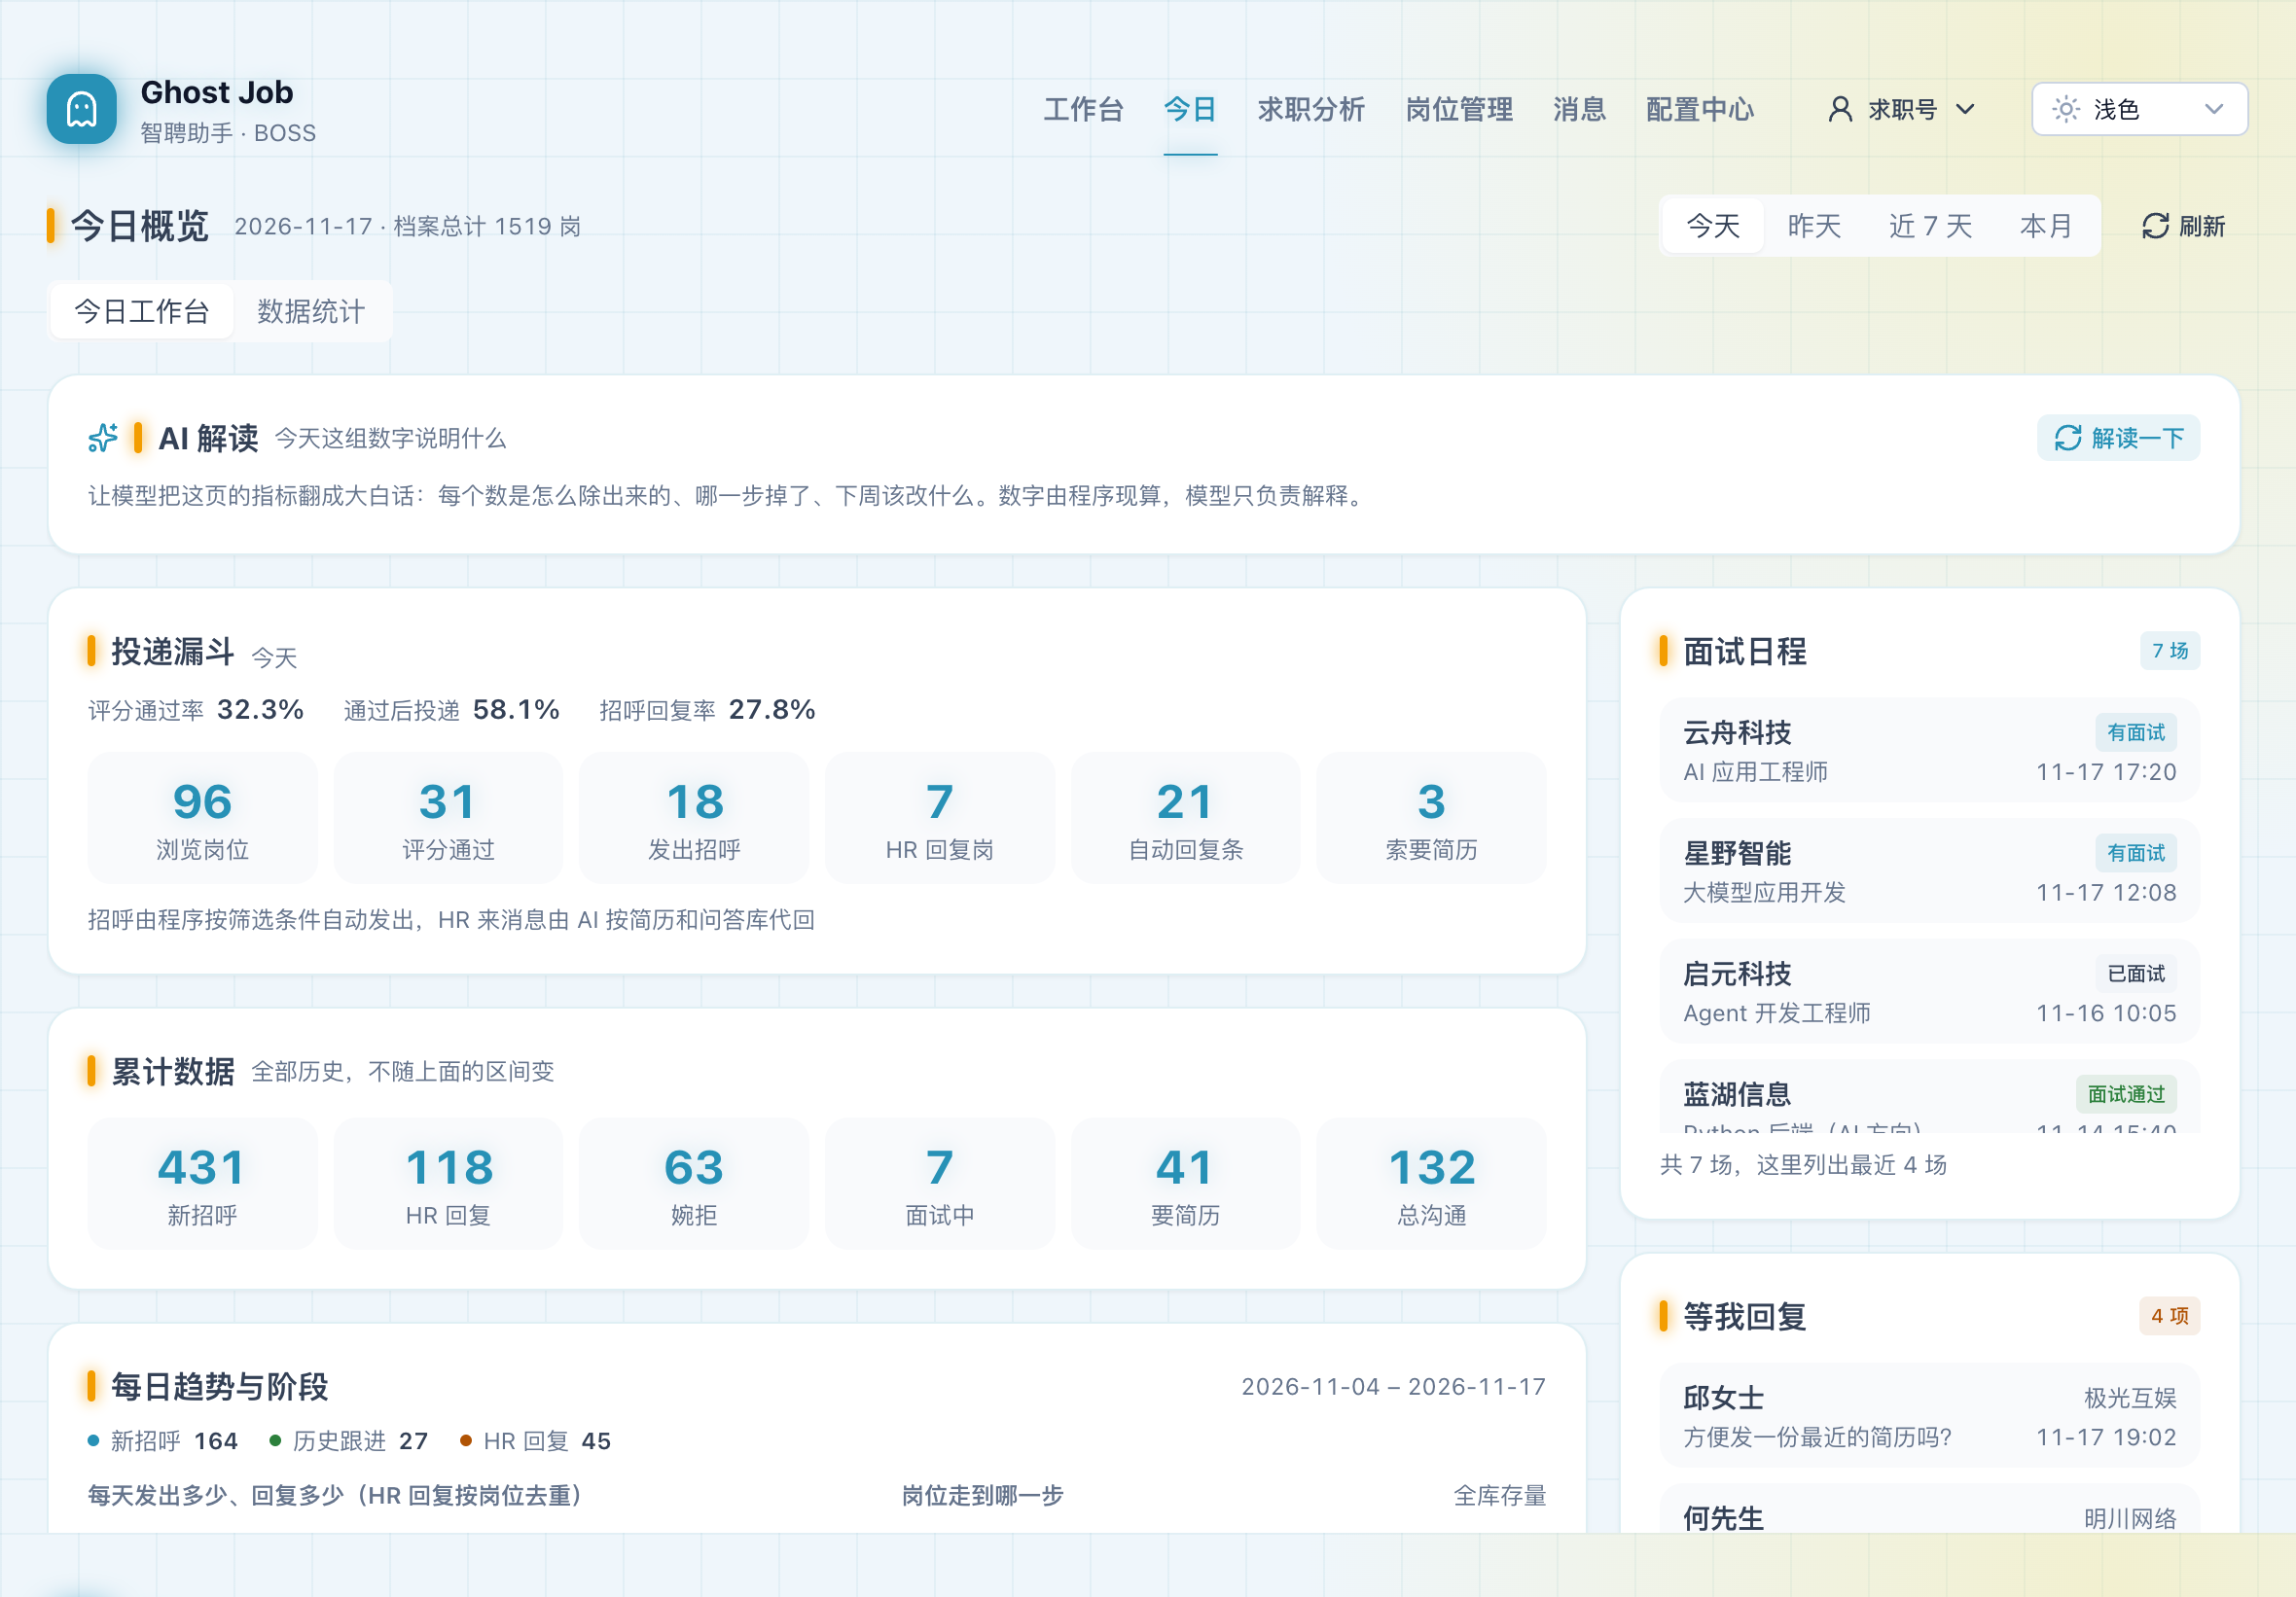 Ghost Job
智聘助手 · BOSS
工作台 今日 求职分析 岗位管理 消息 配置中心 求职号 浅色
今日概览 2026-11-17 · 档案总计 1519 岗
今天 昨天 近 7 天 本月 刷新
今日工作台 数据统计
AI 解读 今天这组数字说明什么
解读一下
让模型把这页的指标翻成大白话：每个数是怎么除出来的、哪一步掉了、下周该改什么。数字由程序现算，模型只负责解释。
投递漏斗 今天
评分通过率 32.3% 通过后投递 58.1% 招呼回复率 27.8%
96 31 18 7 21 3
浏览岗位 评分通过 发出招呼 HR 回复岗 自动回复条 索要简历
招呼由程序按筛选条件自动发出，HR 来消息由 AI 按简历和问答库代回
累计数据 全部历史，不随上面的区间变
431 118 63 7 41 132
新招呼 HR 回复 婉拒 面试中 要简历 总沟通
每日趋势与阶段 2026-11-04 – 2026-11-17
新招呼 164 历史跟进 27 HR 回复 45
每天发出多少、回复多少（HR 回复按岗位去重） 岗位走到哪一步 全库存量
面试日程 7 场
云舟科技 有面试
AI 应用工程师 11-17 17:20
星野智能 有面试
大模型应用开发 11-17 12:08
启元科技 已面试
Agent 开发工程师 11-16 10:05
蓝湖信息 面试通过
Python 后端（AI 方向） 11-14 15:40
共 7 场，这里列出最近 4 场
等我回复 4 项
邱女士 极光互娱
方便发一份最近的简历吗? 11-17 19:02
何先生 明川网络